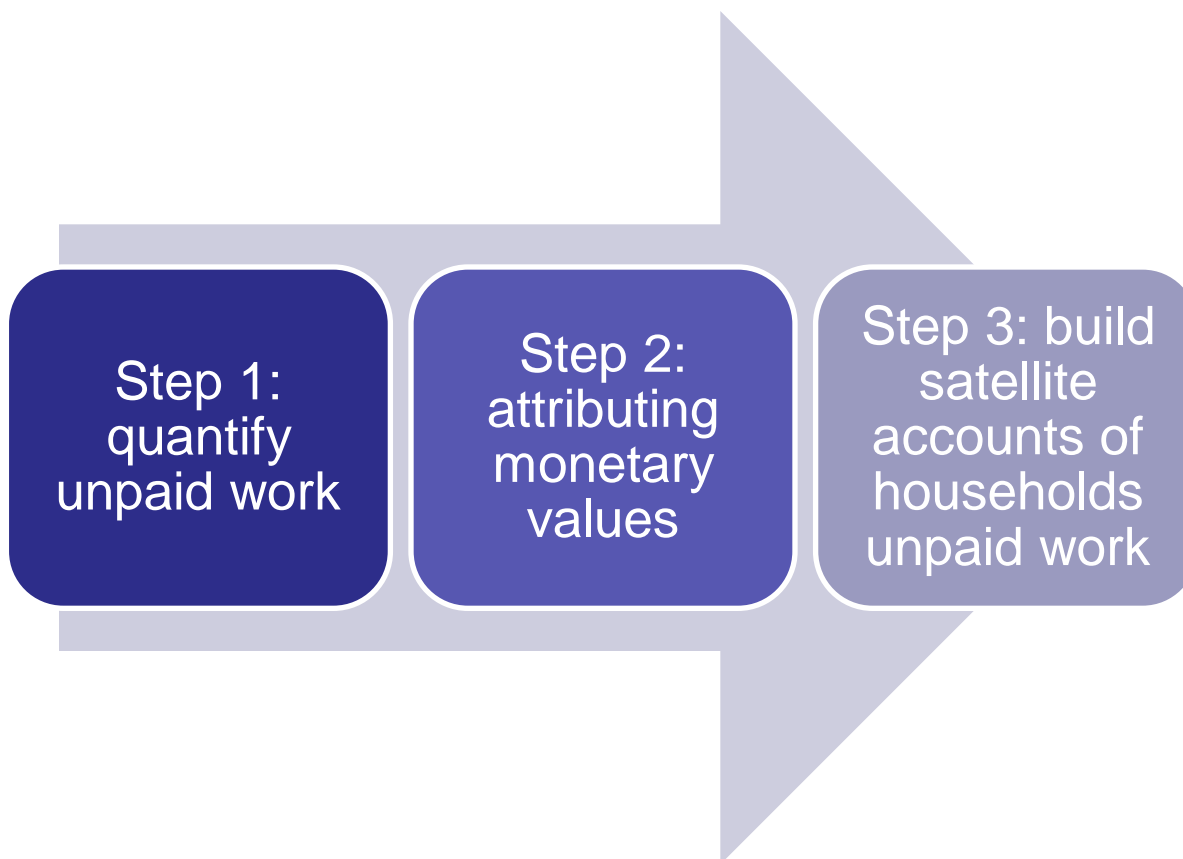 Step 1:
quantify
unpaid work
Step 2:
attributing
monetary
values
Step 3: build
satellite
accounts of
households
unpaid work